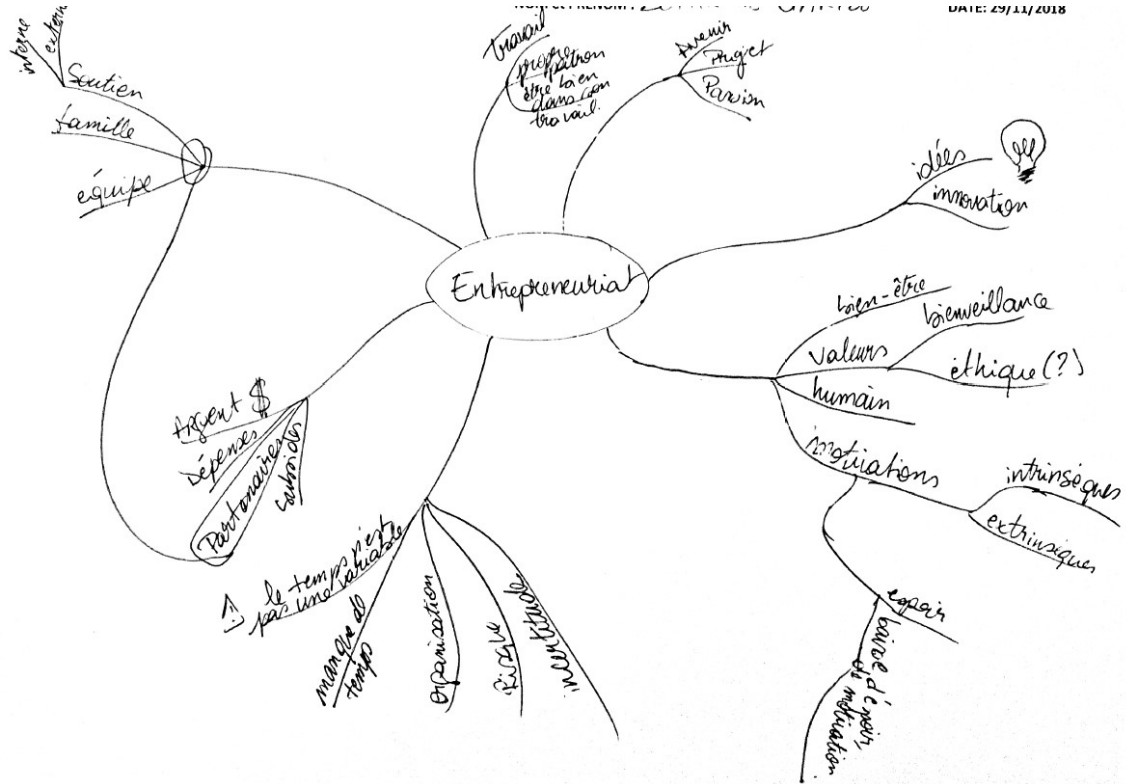 DATE: 29/11/2018
interne
externe
Soutien
famille
équipe
travail
propre
patron
être bien
dans son
travail.
Avenir
Projet
idées
innovation
Entrepreneuriat
bien-être
bienveillance
valeurs
éthique (?)
humain
motivations
intrinsèques
extrinsèques
espoir
baisse d'espoir,
de motivation
Argent $
Dépenses
Partenaires
subsides
le temps n'est
pas une variable
manque de
temps
organisation
Risque
incertitude